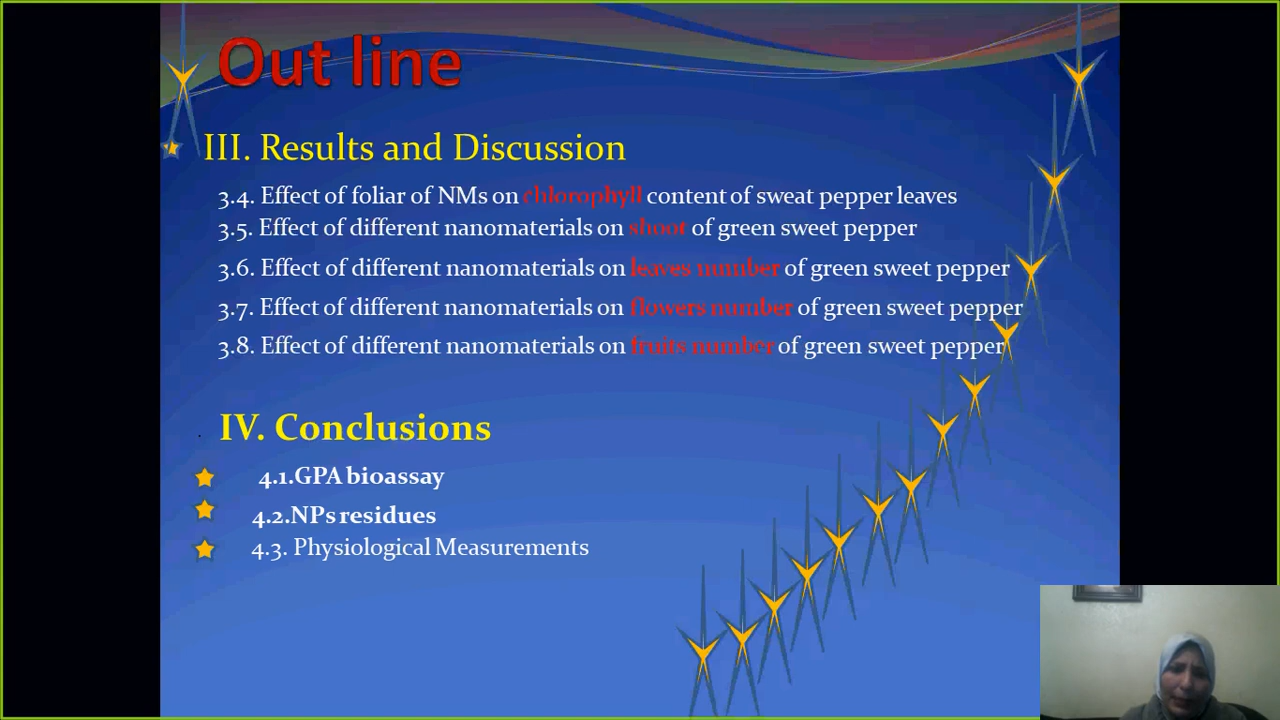 Out line
III. Results and Discussion
3.4. Effect of foliar of NMs on chlorophyll content of sweat pepper leaves
3.5. Effect of different nanomaterials on shoot of green sweet pepper
3.6. Effect of different nanomaterials on leaves number of green sweet pepper
3.7. Effect of different nanomaterials on flowers number of green sweet pepper
3.8. Effect of different nanomaterials on fruits number of green sweet pepper
. IV. Conclusions
4.1.GPA bioassay
4.2.NPs residues
4.3. Physiological Measurements